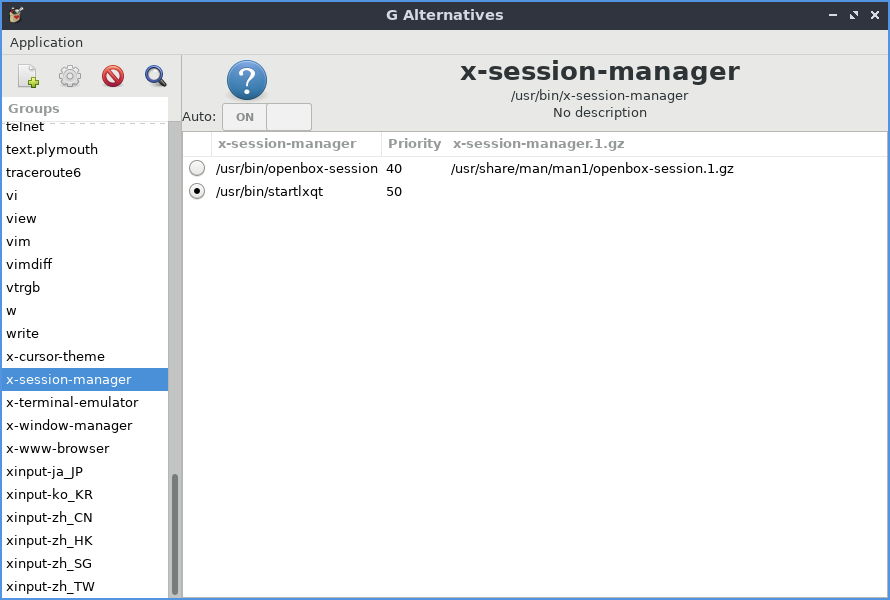 G Alternatives
Application
Groups
telnet
text.plymouth
traceroute6
vi
view
vim
vimdiff
vtrgb
w
write
x-cursor-theme
x-session-manager
x-terminal-emulator
x-window-manager
x-www-browser
xinput-ja_JP
xinput-ko_KR
xinput-zh_CN
xinput-zh_HK
xinput-zh_SG
xinput-zh_TW
?
x-session-manager
/usr/bin/x-session-manager
No description
Auto: ON
x-session-manager Priority x-session-manager.1.gz
/usr/bin/openbox-session 40 /usr/share/man/man1/openbox-session.1.gz
/usr/bin/startlxqt 50